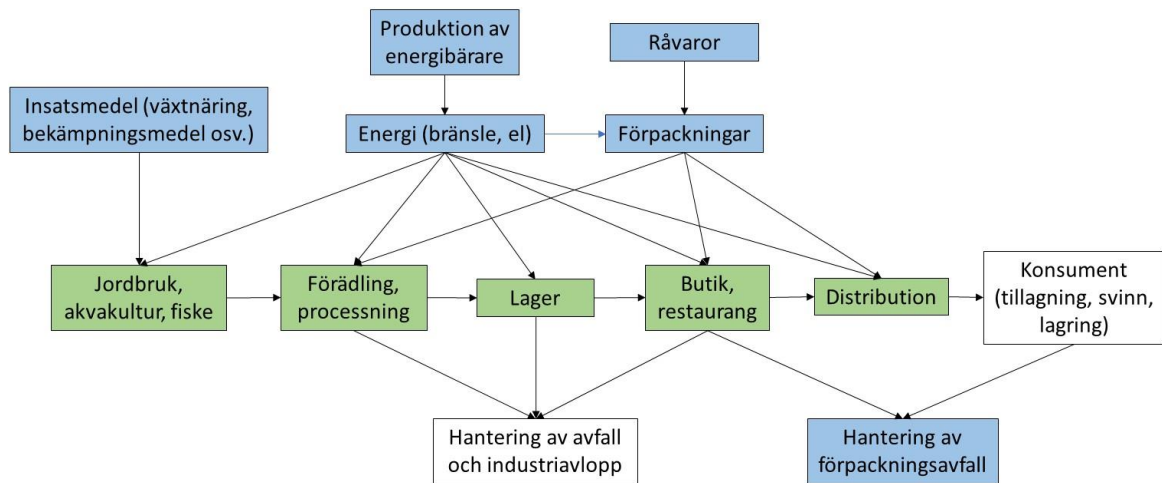 Produktion av
energibärare
Råvaror
Insatsmedel (växtnäring,
bekämpningsmedel osv.)
Energi (bränsle, el)
Förpackningar
Jordbruk,
akvakultur, fiske
Förädling,
processning
Lager
Butik,
restaurang
Distribution
Konsument
(tillagning, svinn,
lagring)
Hantering av avfall
och industriavlopp
Hantering av
förpackningsavfall